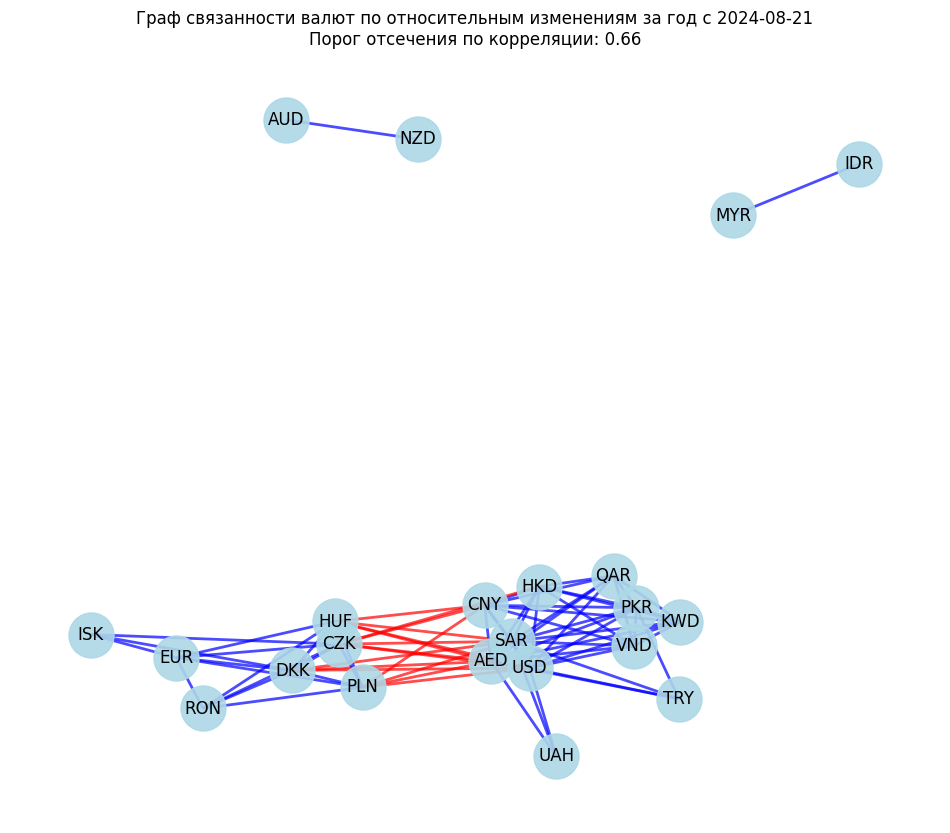 Граф связанности валют по относительным изменениям за год с 2024-08-21
Порог отсечения по корреляции: 0.66
AUD
NZD
IDR
MYR
QAR
HKD
CNY
PKR
HUF
KWD
ISK
SAR
CZK
VND
EUR
AED
USD
DKK
PLN
TRY
RON
UAH